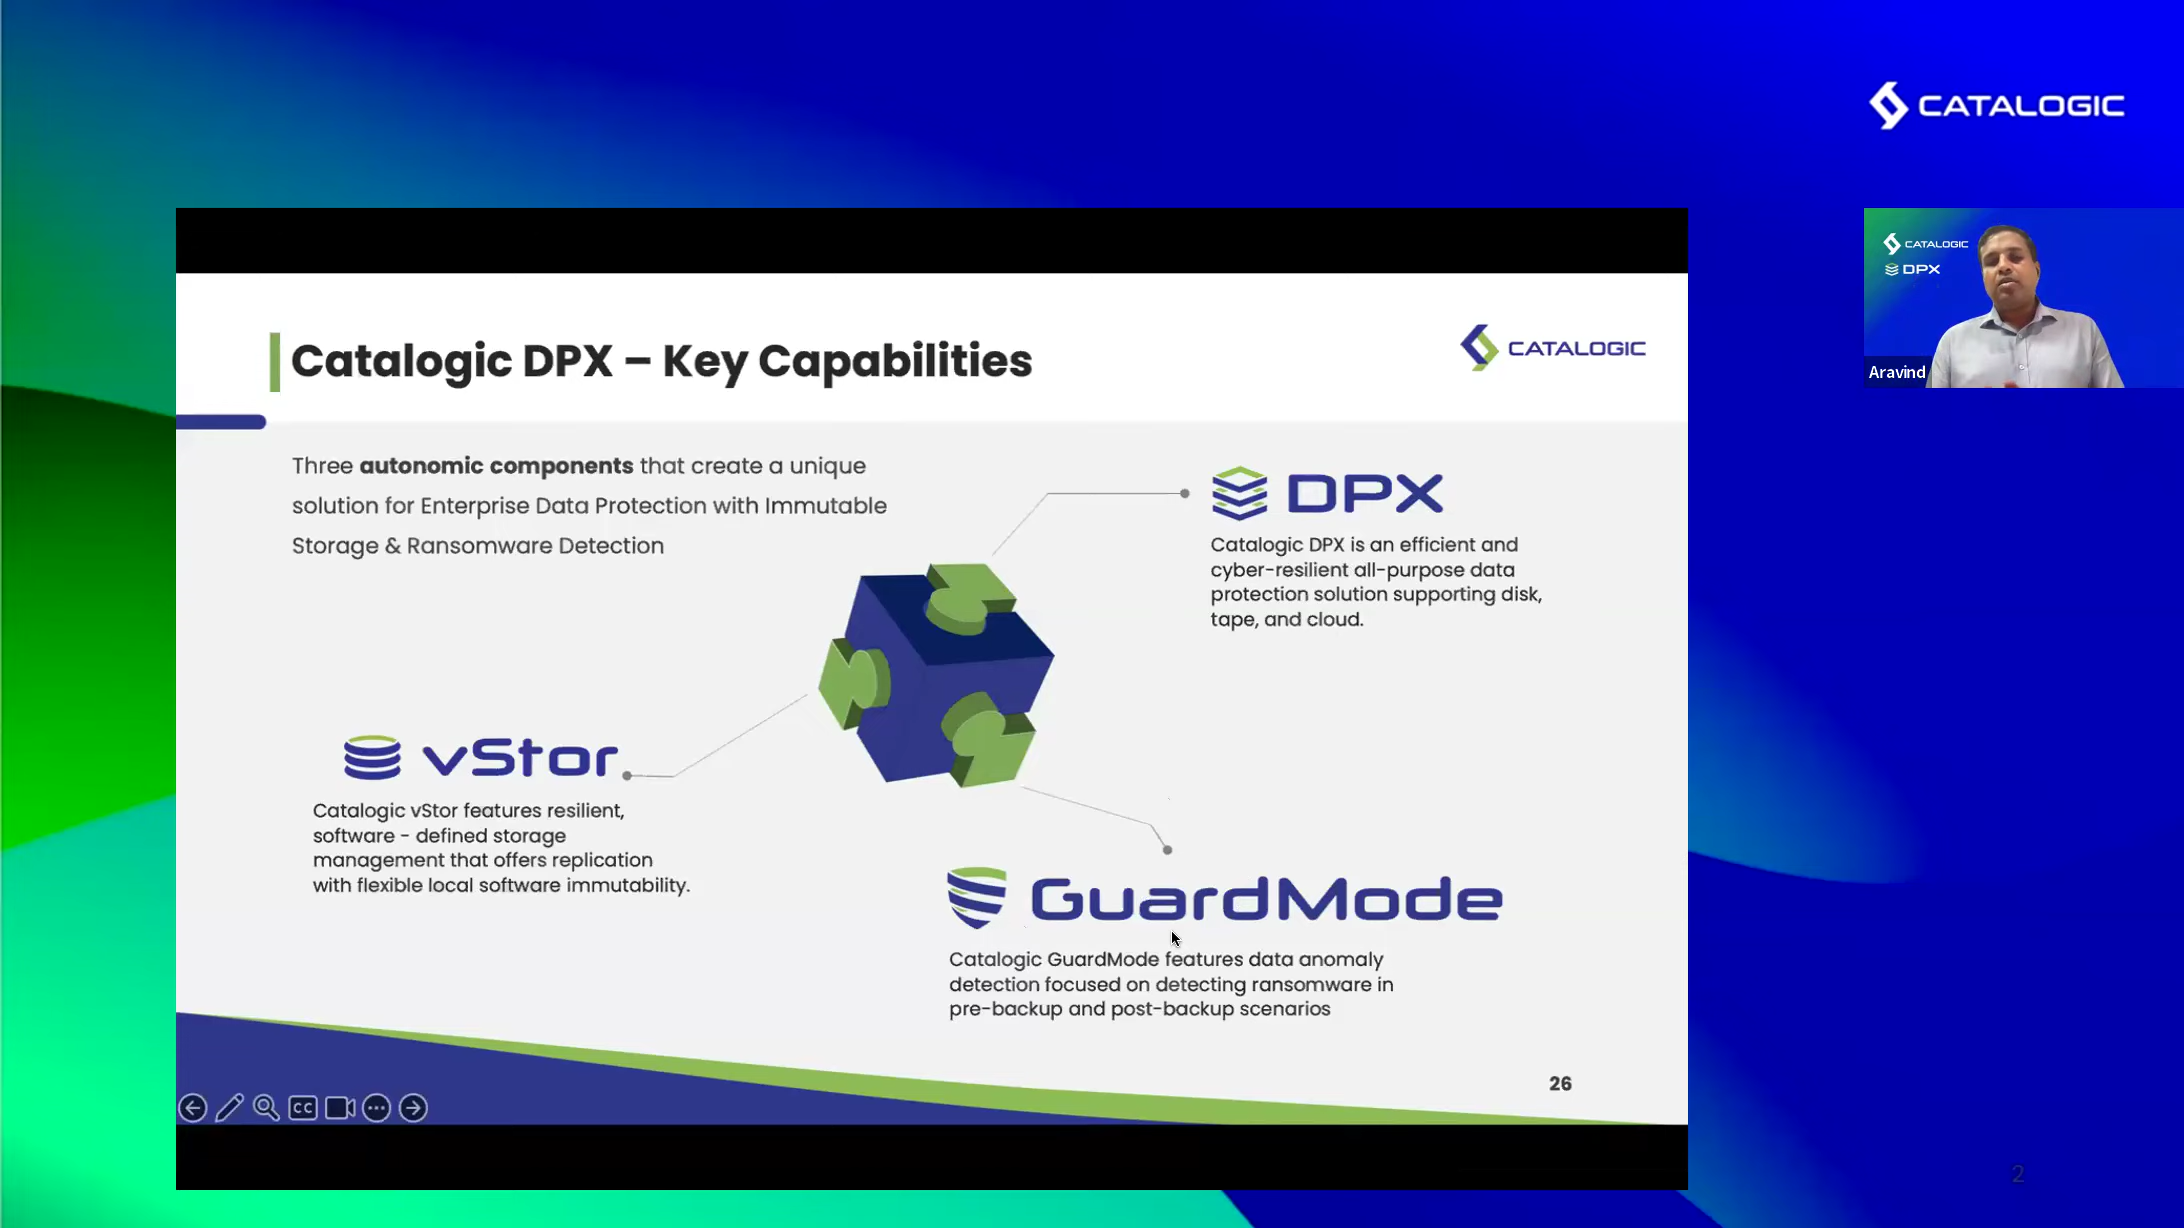 CATALOGIC
CATALOGIC
DPX
Aravind
Catalogic DPX – Key Capabilities
CATALOGIC
Three autonomic components that create a unique
solution for Enterprise Data Protection with Immutable
Storage & Ransomware Detection
DPX
Catalogic DPX is an efficient and
cyber-resilient all-purpose data
protection solution supporting disk,
tape, and cloud.
vStor
Catalogic vStor features resilient,
software - defined storage
management that offers replication
with flexible local software immutability.
GuardMode
Catalogic GuardMode features data anomaly
detection focused on detecting ransomware in
pre-backup and post-backup scenarios
26
CC
2